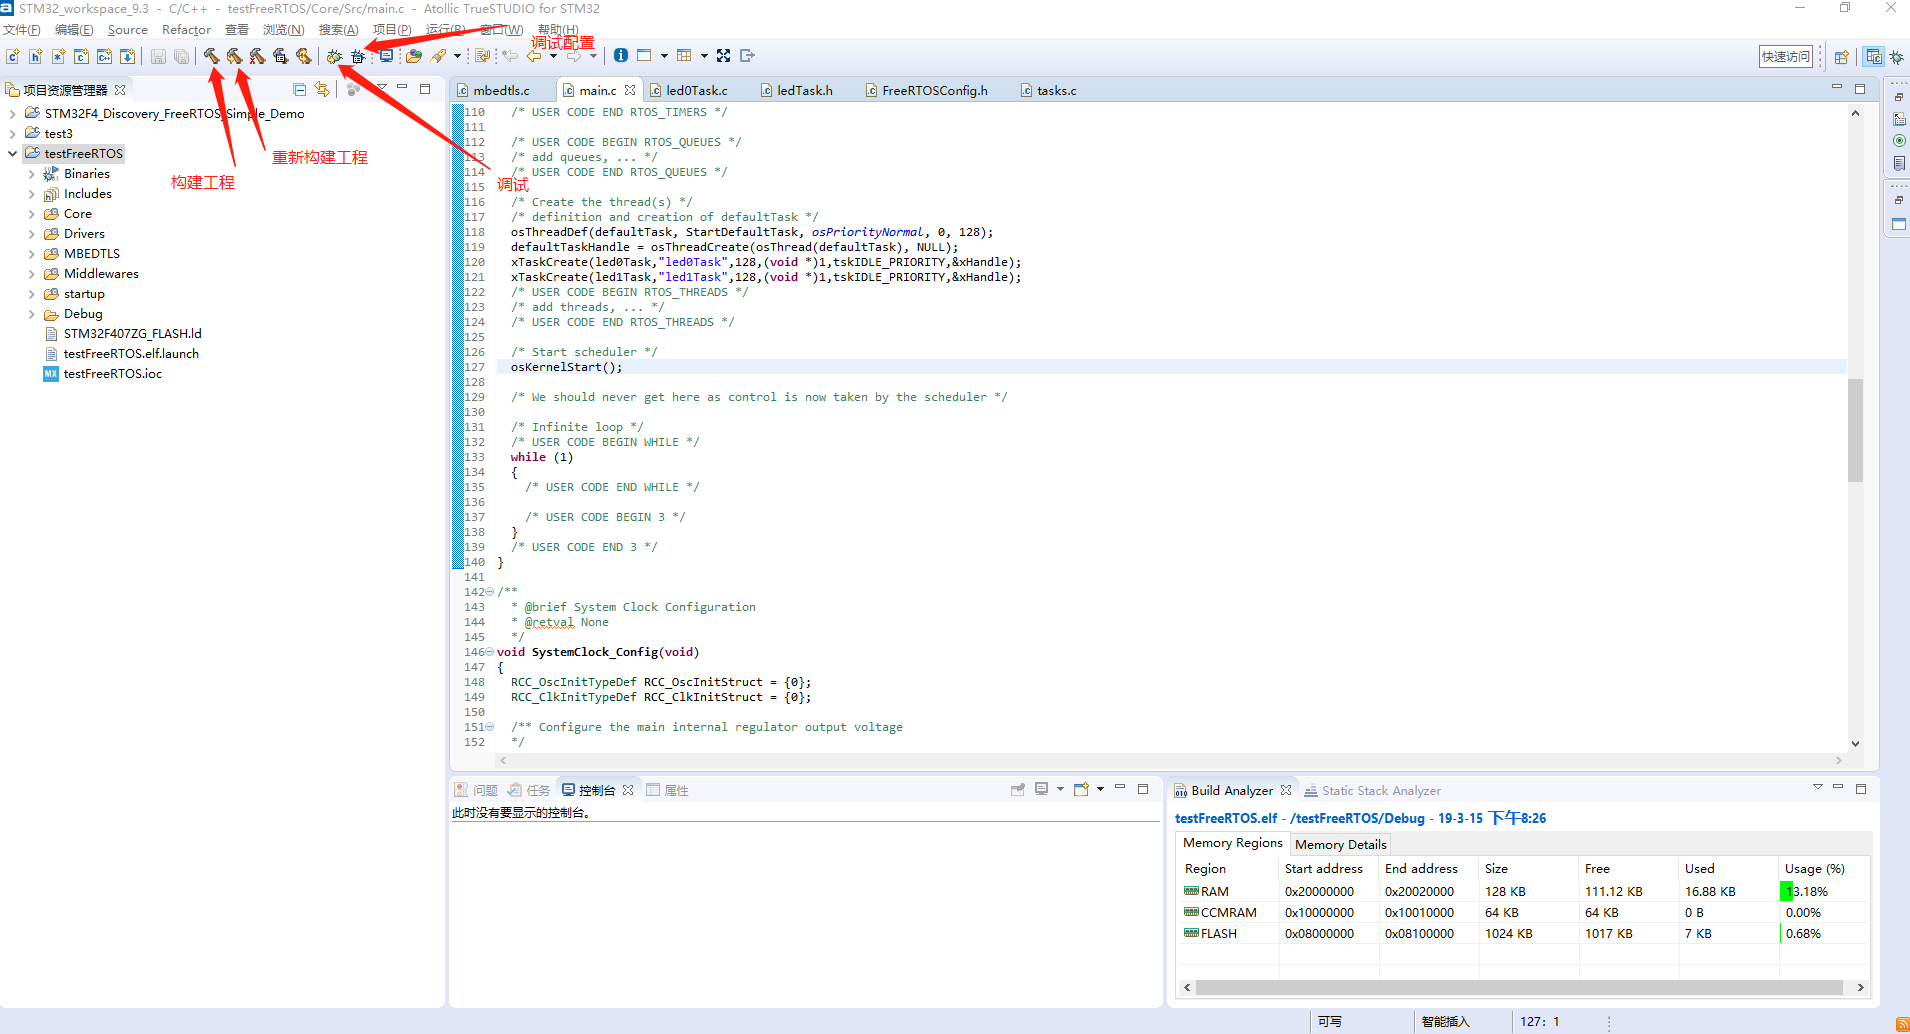 STM32_workspace_9.3 - C/C++ - testFreeRTOS/Core/Src/main.c - Atollic TrueSTUDIO for STM32
文件(F) 编辑(E) Source Refactor 查看 浏览(N) 搜索(A) 项目(P) 运行(R) 窗口(W) 帮助(H)
调试配置
快速访问
项目资源管理器
STM32F4_Discovery_FreeRTOS_Simple_Demo
test3
testFreeRTOS
Binaries
Includes
Core
Drivers
MBEDTLS
Middlewares
startup
Debug
STM32F407ZG_FLASH.ld
testFreeRTOS.elf.launch
testFreeRTOS.ioc
重新构建工程
构建工程
调试
mbedtls.c main.c led0Task.c ledTask.h FreeRTOSConfig.h tasks.c
110 /* USER CODE END RTOS_TIMERS */
111
112 /* USER CODE BEGIN RTOS_QUEUES */
113 /* add queues, ... */
114 /* USER CODE END RTOS_QUEUES */
115
116 /* Create the thread(s) */
117 /* definition and creation of defaultTask */
118 osThreadDef(defaultTask, StartDefaultTask, osPriorityNormal, 0, 128);
119 defaultTaskHandle = osThreadCreate(osThread(defaultTask), NULL);
120 xTaskCreate(led0Task,"led0Task",128,(void *)1,tskIDLE_PRIORITY,&xHandle);
121 xTaskCreate(led1Task,"led1Task",128,(void *)1,tskIDLE_PRIORITY,&xHandle);
122 /* USER CODE BEGIN RTOS_THREADS */
123 /* add threads, ... */
124 /* USER CODE END RTOS_THREADS */
125
126 /* Start scheduler */
127 osKernelStart();
128
129 /* We should never get here as control is now taken by the scheduler */
130
131 /* Infinite loop */
132 /* USER CODE BEGIN WHILE */
133 while (1)
134 {
135 /* USER CODE END WHILE */
136
137 /* USER CODE BEGIN 3 */
138 }
139 /* USER CODE END 3 */
140 }
141
142 /**
143 * @brief System Clock Configuration
144 * @retval None
145 */
146 void SystemClock_Config(void)
147 {
148 RCC_OscInitTypeDef RCC_OscInitStruct = {0};
149 RCC_ClkInitTypeDef RCC_ClkInitStruct = {0};
150
151 /** Configure the main internal regulator output voltage
152 */
问题 任务 控制台 属性
此时没有要显示的控制台。
Build Analyzer Static Stack Analyzer
testFreeRTOS.elf - /testFreeRTOS/Debug - 19-3-15 下午8:26
Memory Regions Memory Details
Region Start address End address Size Free Used Usage (%)
RAM 0x20000000 0x20020000 128 KB 111.12 KB 16.88 KB 13.18%
CCMRAM 0x10000000 0x10010000 64 KB 64 KB 0 B 0.00%
FLASH 0x08000000 0x08100000 1024 KB 1017 KB 7 KB 0.68%
可写 智能插入 127: 1